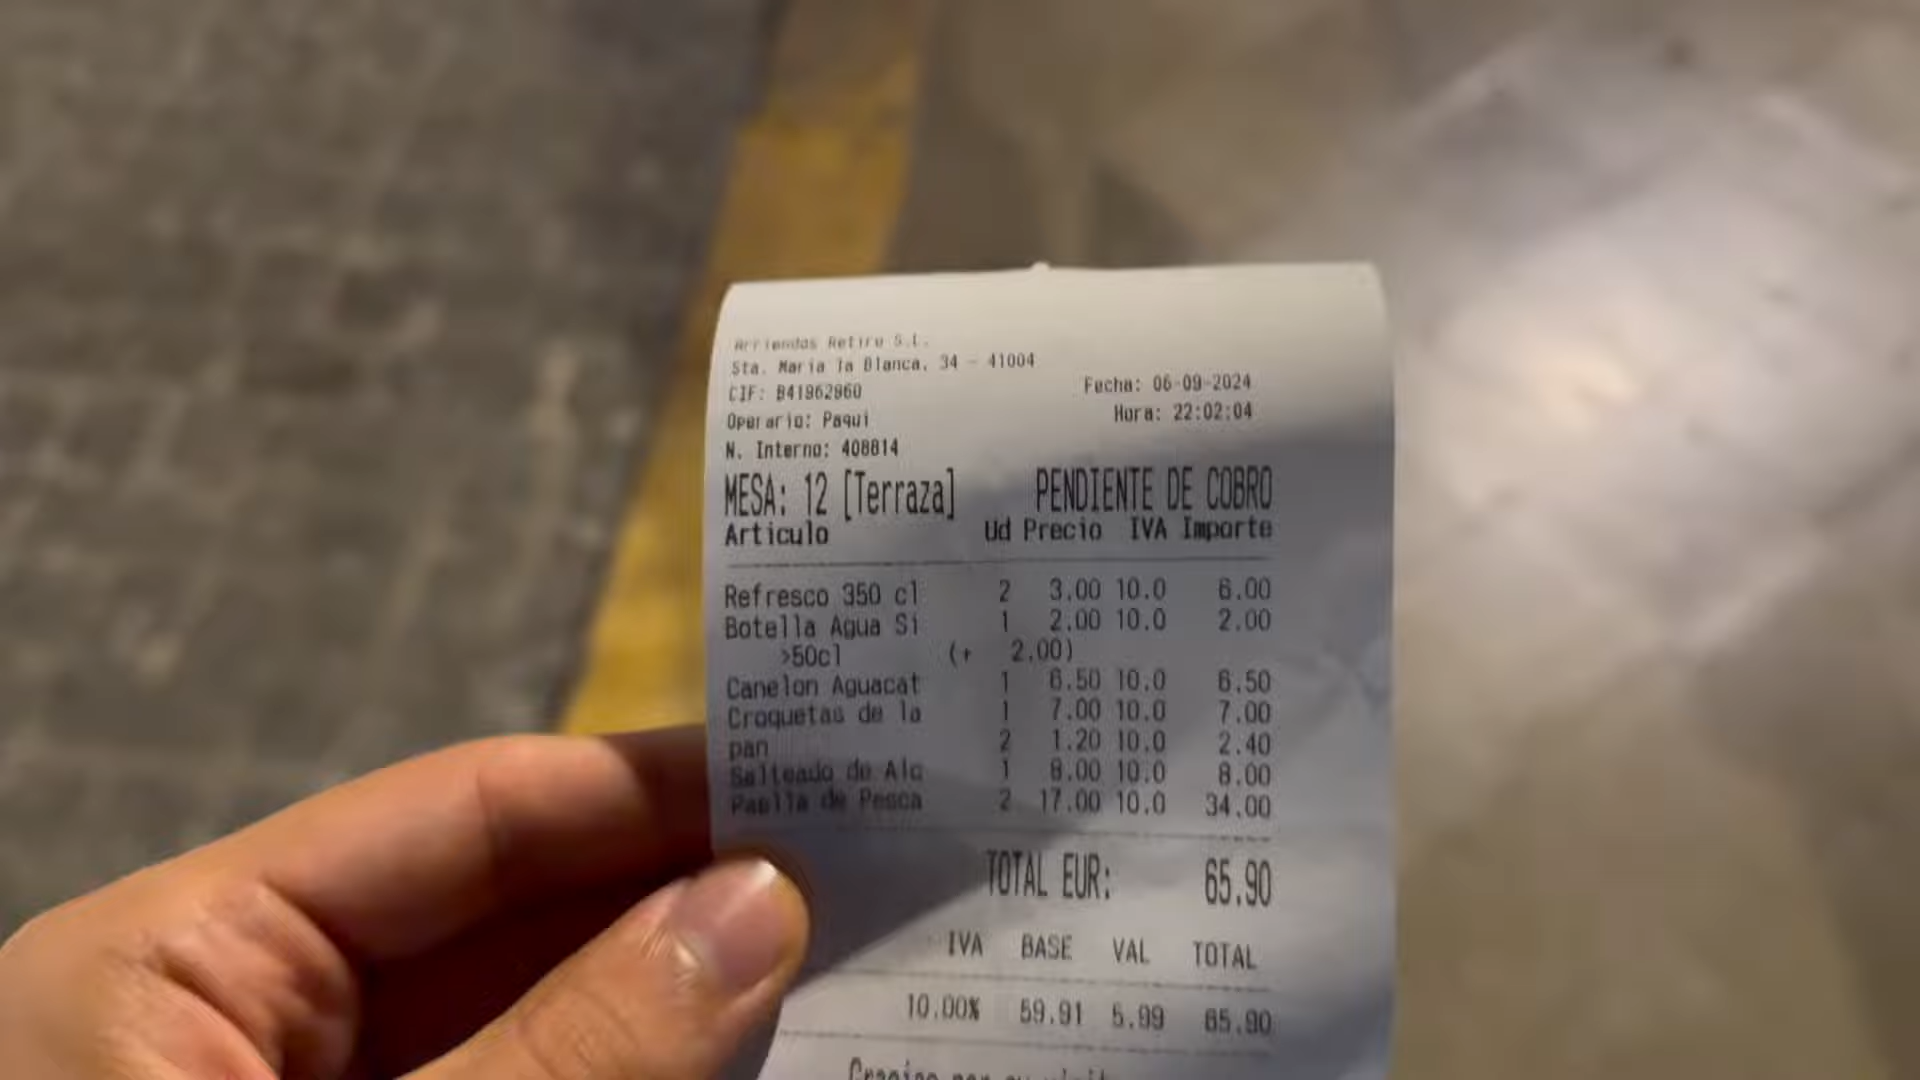 Arriendos Retiro S.L.
Sta. Maria la Blanca, 34 - 41004
CIF: B41962960
Fecha: 06-09-2024
Operario: Paqui
Hora: 22:02:04
N. Interno: 408814
MESA: 12 [Terraza] PENDIENTE DE COBRO
Articulo Ud Precio IVA Importe
Refresco 350 cl 2 3.00 10.0 6.00
Botella Agua Si 1 2.00 10.0 2.00
>50cl (+ 2.00)
Canelon Aguacat 1 6.50 10.0 6.50
Croquetas de la 1 7.00 10.0 7.00
pan 2 1.20 10.0 2.40
Salteado de Alc 1 8.00 10.0 8.00
Paella de Pesca 2 17.00 10.0 34.00
TOTAL EUR: 65.90
IVA BASE VAL TOTAL
10.00% 59.91 5.99 65.90
Gracias por su visit